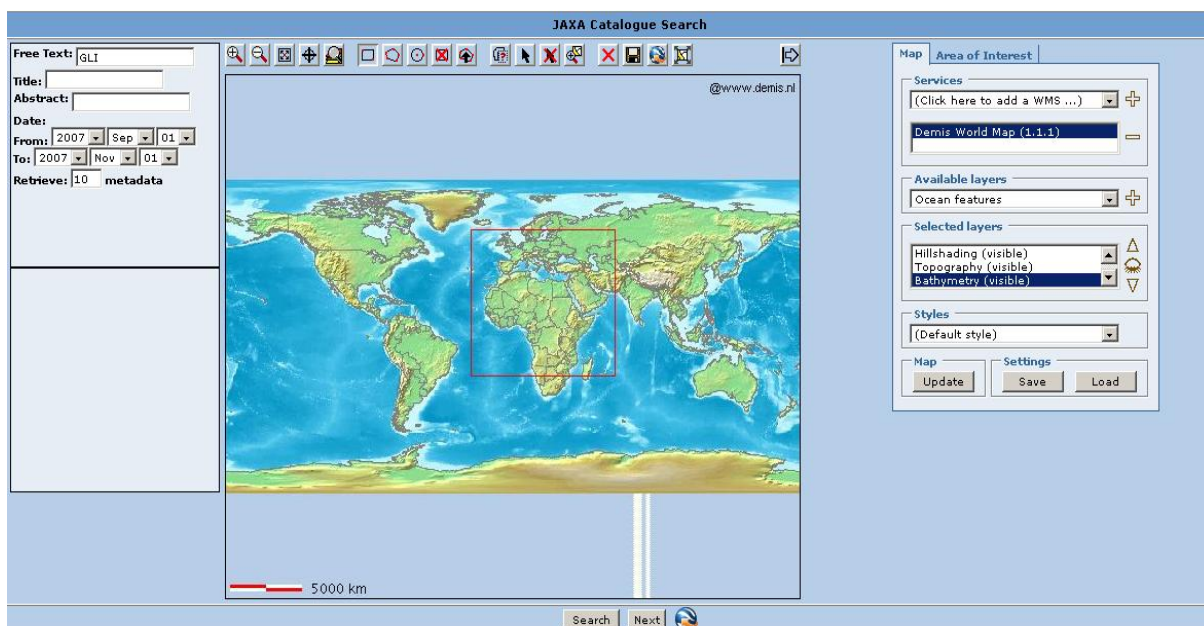 JAXA Catalogue Search
Free Text: GLI
Title:
Abstract:
Date:
From: 2007 Sep 01
To: 2007 Nov 01
Retrieve: 10 metadata
@www.demis.nl
5000 km
Map Area of Interest
Services
(Click here to add a WMS ...)
Demis World Map (1.1.1)
Available layers
Ocean features
Selected layers
Hillshading (visible)
Topography (visible)
Bathymetry (visible)
Styles
(Default style)
Map Settings
Update Save Load
Search Next